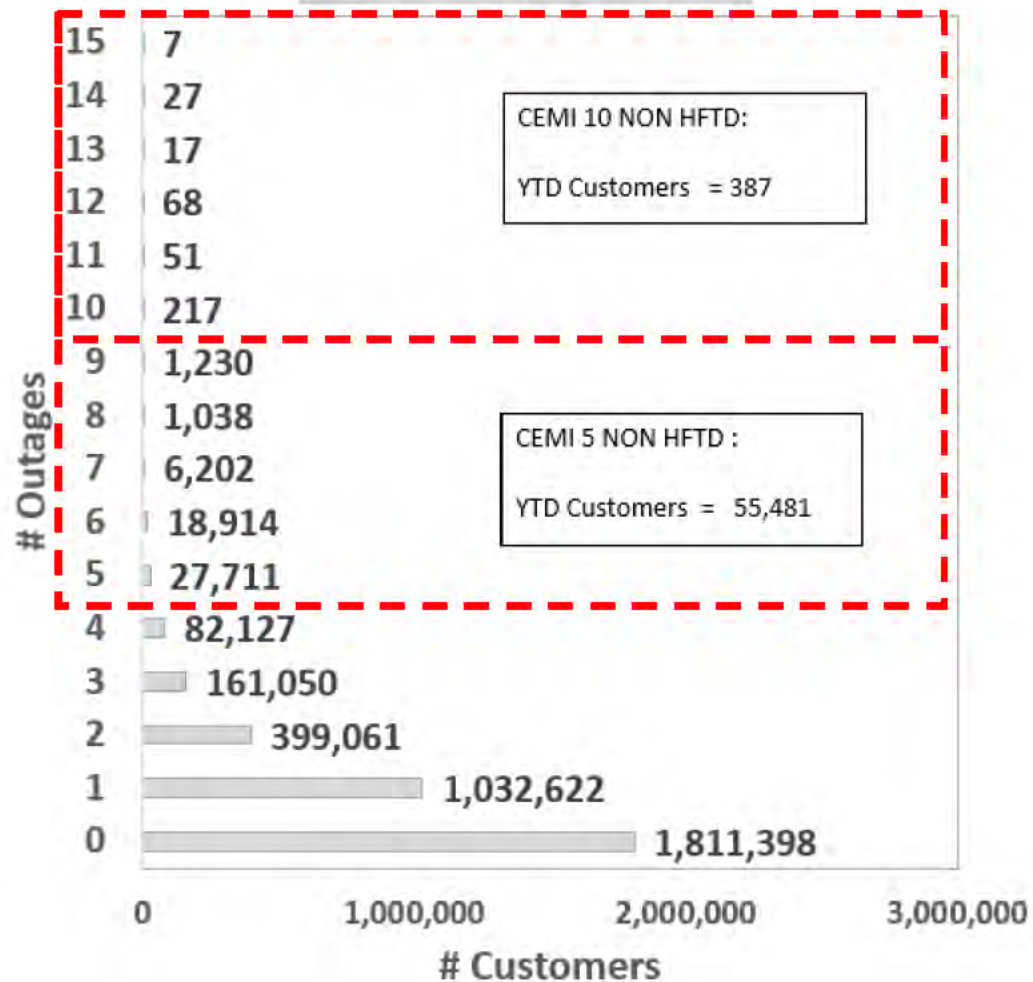 15 7
14 27
CEMI 10 NON HFTD:
13 17
YTD Customers = 387
12 68
11 51
10 217
9 1,230
8 1,038
CEMI 5 NON HFTD :
7 6,202
YTD Customers = 55,481
6 18,914
5 27,711
4 82,127
3 161,050
2 399,061
1 1,032,622
0 1,811,398
# Outages
0 1,000,000 2,000,000 3,000,000
# Customers